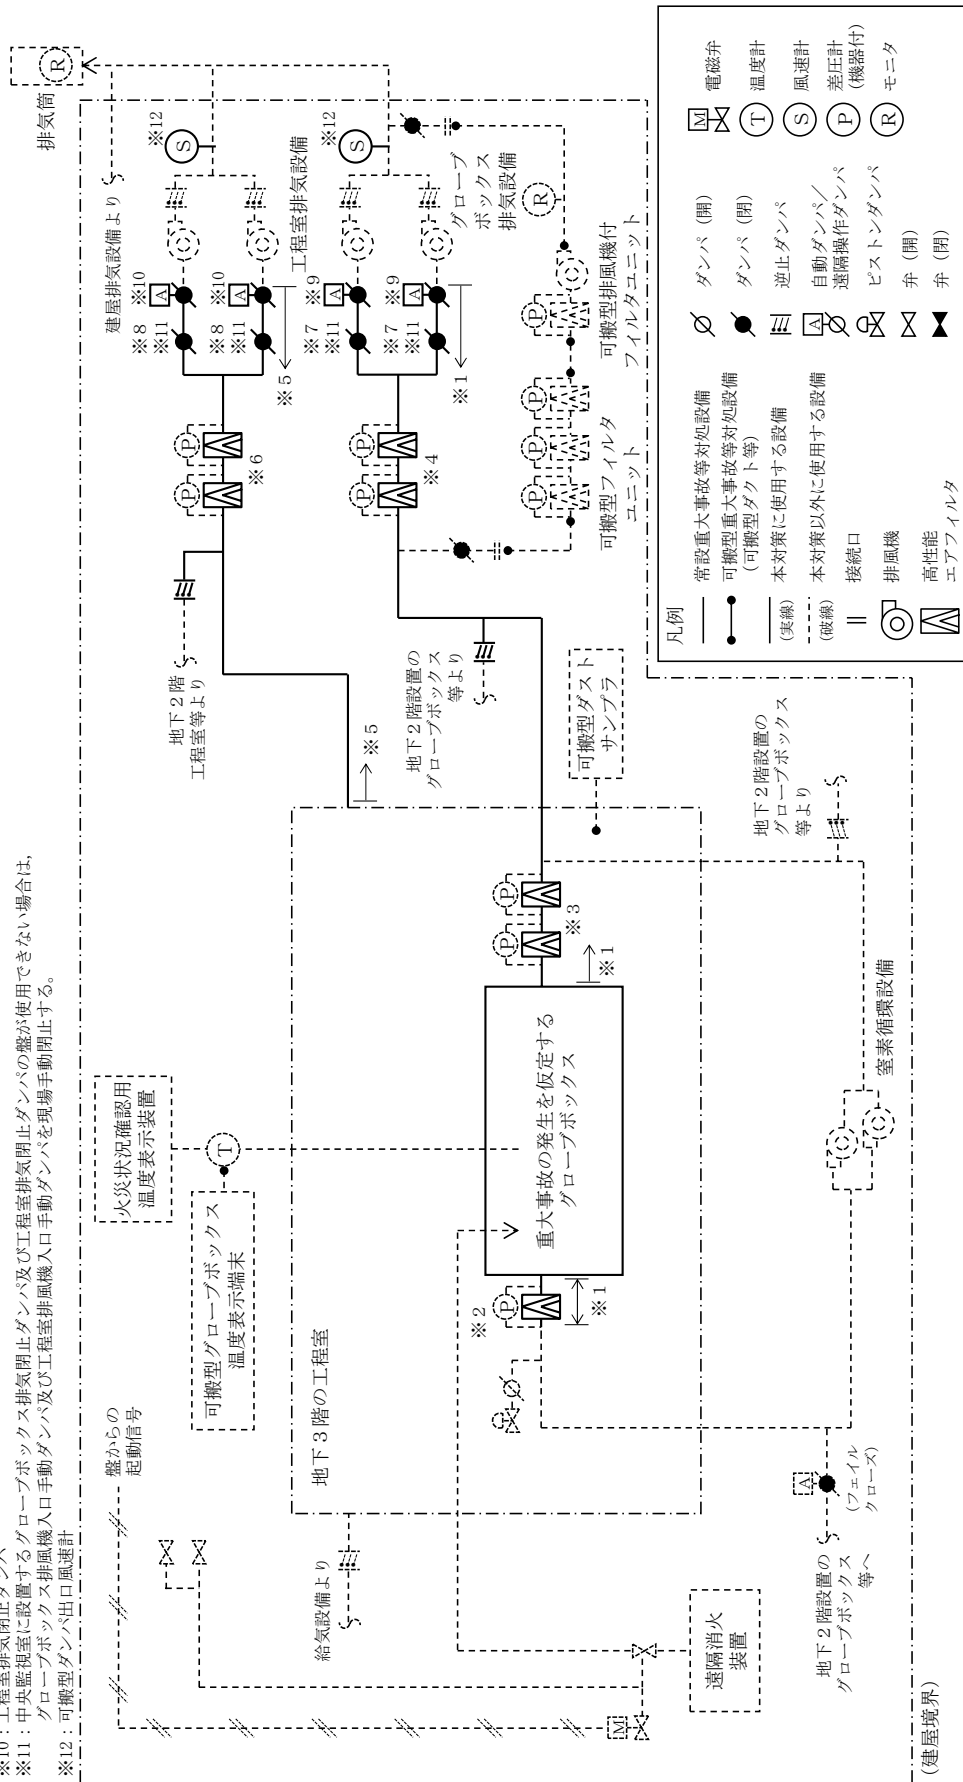 ※10：工程室排気閉止ダンパ
※11：中央監視室に設置するグローブボックス排気閉止ダンパ及び工程室排気閉止ダンパの盤が使用できない場合は，
グローブボックス排風機入口手動ダンパ及び工程室排風機入口手動ダンパを現場手動閉止する。
※12：可搬型ダンパ出口風速計
盤からの
起動信号
火災状況確認用
温度表示装置
T
可搬型グローブボックス
温度表示端末
地下３階の工程室
給気設備より
M
遠隔消火
装置
※2
P
※1
重大事故の発生を仮定する
グローブボックス
※1
P
P
※3
可搬型ダスト
サンプラ
※5
地下２階
工程室等より
地下２階設置の
グローブボックス
等より
P
P
※6
P
P
※4
※8
※11
※10
A
※8
※11
※10
A
※5
※7
※11
※9
A
※7
※11
※9
A
※1
建屋排気設備より
排気筒
R
※12
S
工程室排気設備
※12
S
グローブ
ボックス
排気設備
R
可搬型フィルタ
ユニット
P
P
P
P
可搬型排風機付
フィルタユニット
窒素循環設備
地下２階設置の
グローブボックス
等より
A
(フェイル
クローズ)
地下２階設置の
グローブボックス
等へ
(建屋境界)
凡例
常設重大事故等対処設備
可搬型重大事故等対処設備
(可搬型ダクト等)
(実線)
本対策に使用する設備
(破線)
本対策以外に使用する設備
接続口
排風機
高性能
エアフィルタ
ダンパ（開）
ダンパ（閉）
逆止ダンパ
A
自動ダンパ／
遠隔操作ダンパ
ピストンダンパ
弁（開）
弁（閉）
M
電磁弁
T
温度計
S
風速計
P
差圧計
(機器付)
R
モニタ